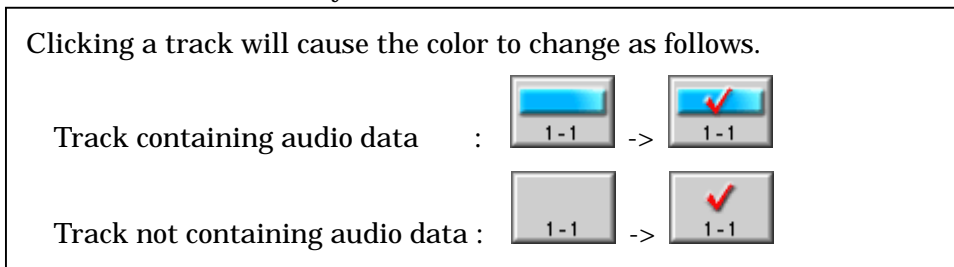 Clicking a track will cause the color to change as follows.
Track containing audio data : 1-1 -> 1-1
Track not containing audio data : 1-1 -> 1-1